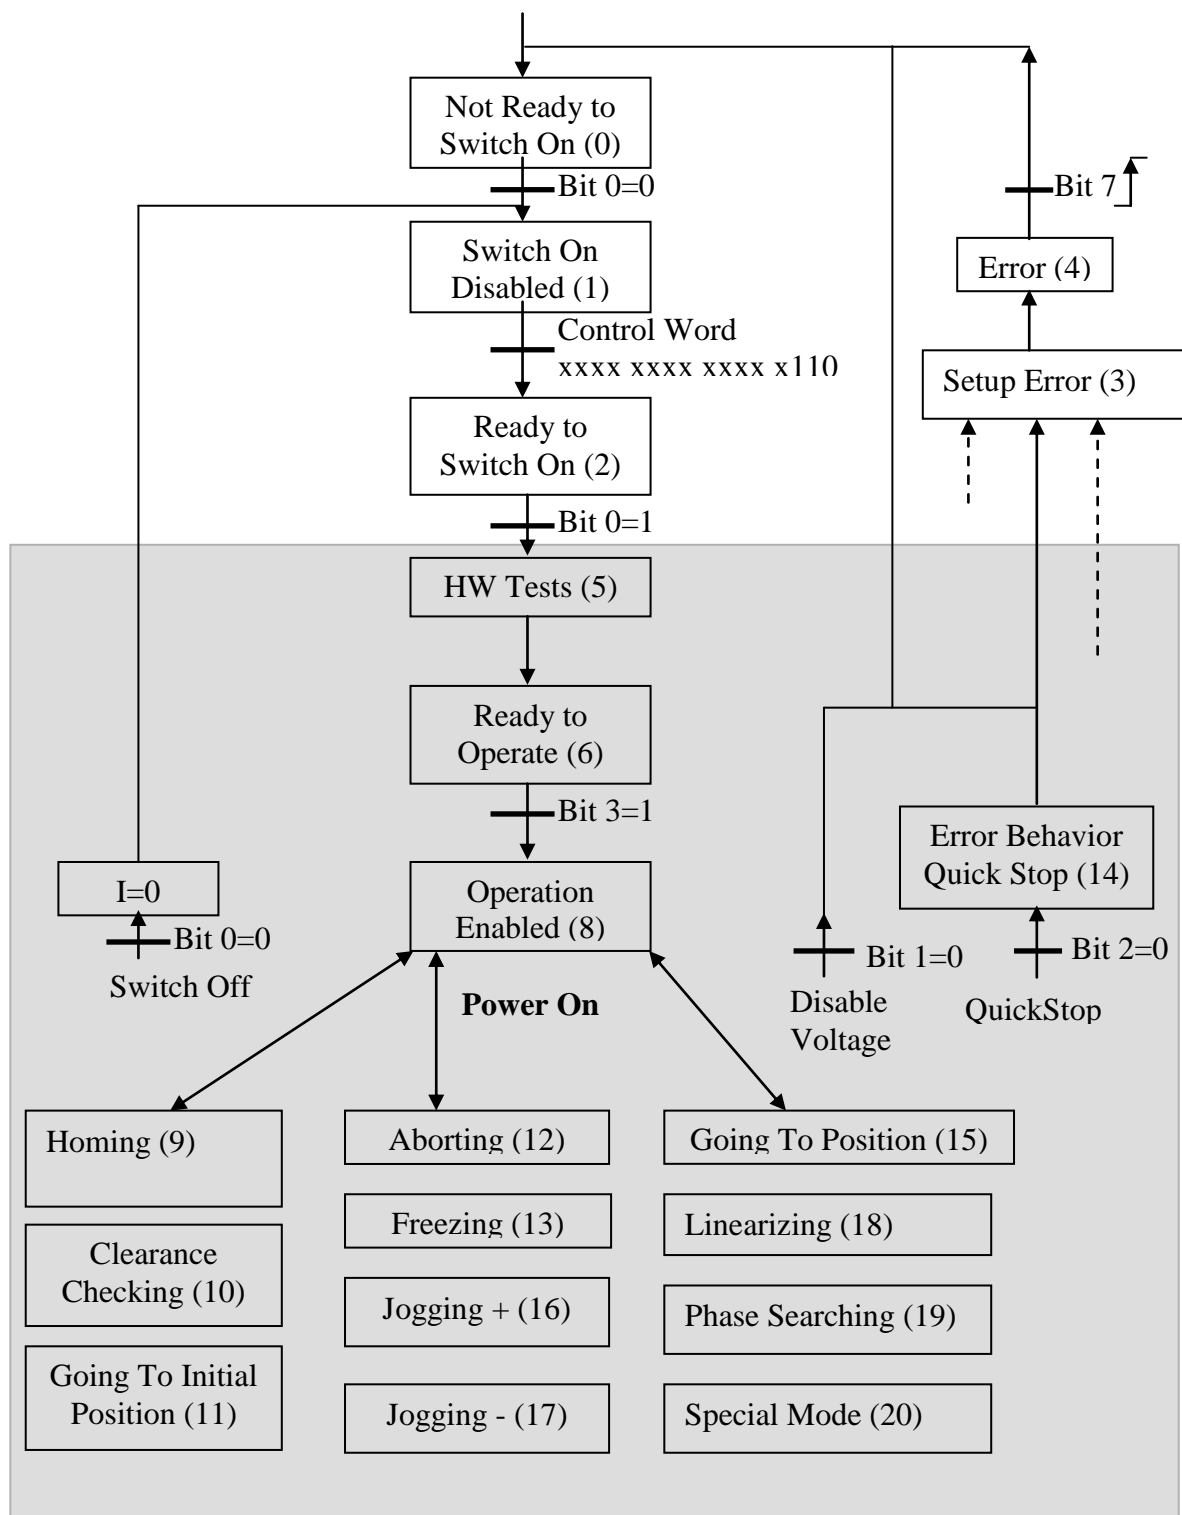 Not Ready to
Switch On (0)
Bit 0=0
Switch On
Disabled (1)
Control Word
xxxx xxxx xxxx x110
Ready to
Switch On (2)
Bit 0=1
HW Tests (5)
Ready to
Operate (6)
Bit 3=1
Operation
Enabled (8)
Power On
I=0
Bit 0=0
Switch Off
Bit 7
Error (4)
Setup Error (3)
Error Behavior
Quick Stop (14)
Bit 1=0
Disable
Voltage
Bit 2=0
QuickStop
Homing (9)
Clearance
Checking (10)
Going To Initial
Position (11)
Aborting (12)
Freezing (13)
Jogging + (16)
Jogging - (17)
Going To Position (15)
Linearizing (18)
Phase Searching (19)
Special Mode (20)